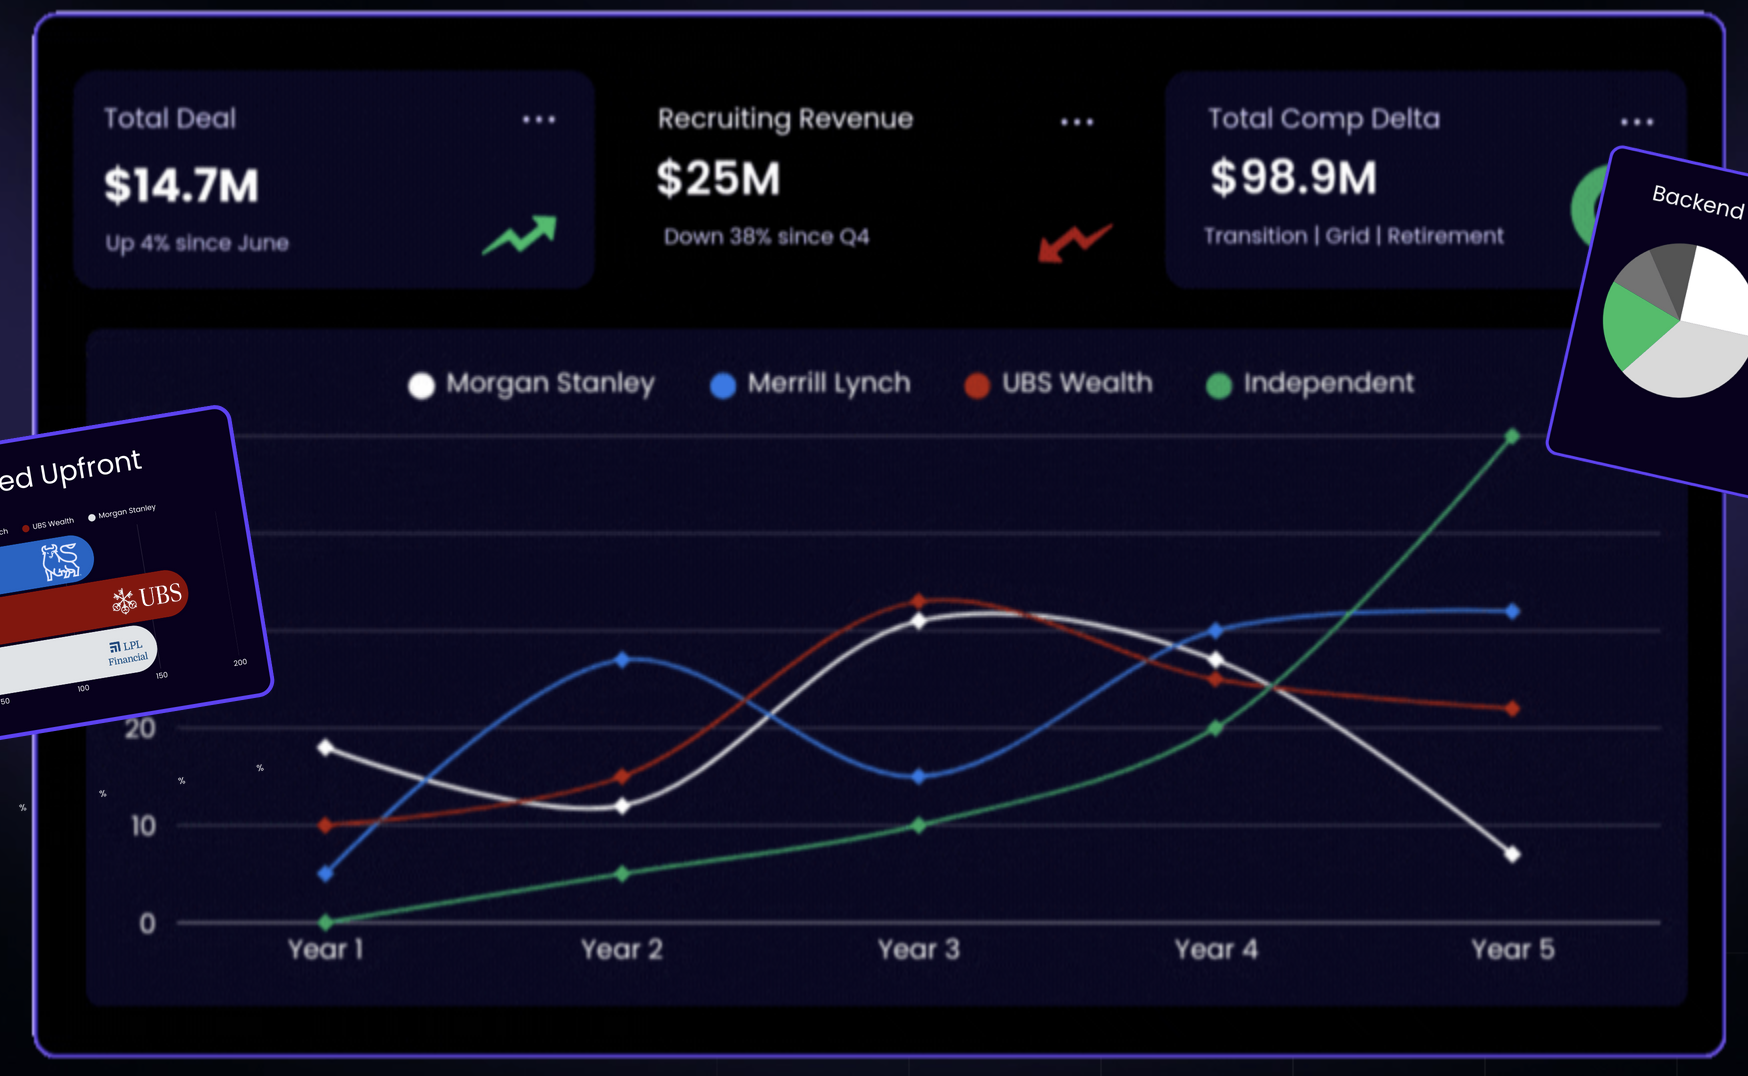 Total Deal
$14.7M
Up 4% since June
Recruiting Revenue
$25M
Down 38% since Q4
Total Comp Delta
$98.9M
Transition | Grid | Retirement
Backend
Morgan Stanley
Merrill Lynch
UBS Wealth
Independent
ed Upfront
ch
UBS Wealth
Morgan Stanley
UBS
LPL
Financial
50
100
150
200
%
%
%
%
20
10
0
Year 1
Year 2
Year 3
Year 4
Year 5